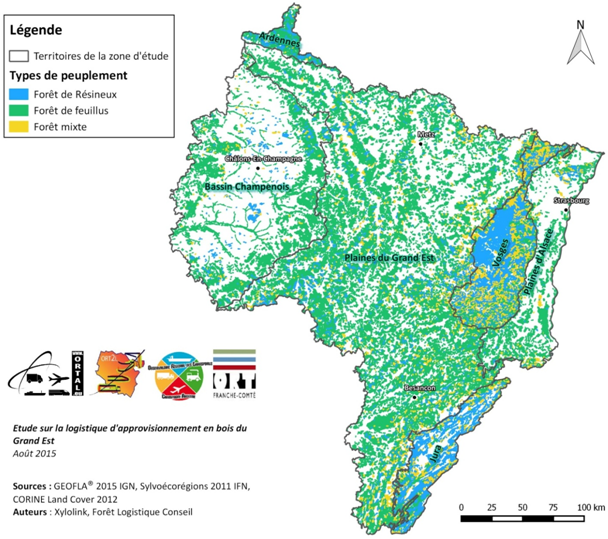 Légende
Territoires de la zone d'étude
Types de peuplement
Forêt de Résineux
Forêt de feuillus
Forêt mixte
N
Ardennes
Metz
Châlons-En-Champagne
Bassin Champenois
Strasbourg
Vosges
Plaines d'Alsace
Plaines du Grand Est
Besancon
Jura
ORTAL
ORT2L
FRANCHE-COMTÉ
Etude sur la logistique d'approvisionnement en bois du
Grand Est
Août 2015
Sources : GEOFLA® 2015 IGN, Sylvoécorégions 2011 IFN,
CORINE Land Cover 2012
Auteurs : Xylolink, Forêt Logistique Conseil
0 25 50 75 100 km